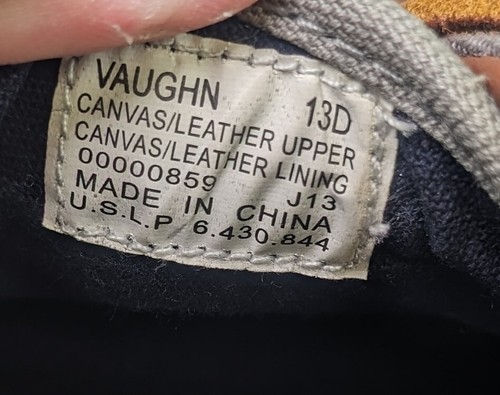 VAUGHN 13D
CANVAS/LEATHER UPPER
CANVAS/LEATHER LINING
00000859 J13
MADE IN CHINA
U.S.L.P 6.430.844